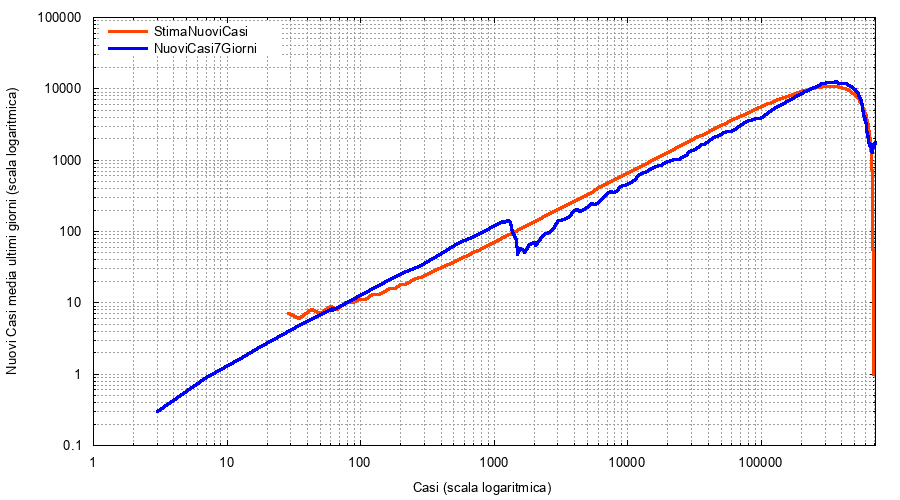 100000
10000
1000
100
10
1
0.1
StimaNuoviCasi
NuoviCasi7Giorni
Nuovi Casi media ultimi giorni (scala logaritmica)
1 10 100 1000 10000 100000
Casi (scala logaritmica)